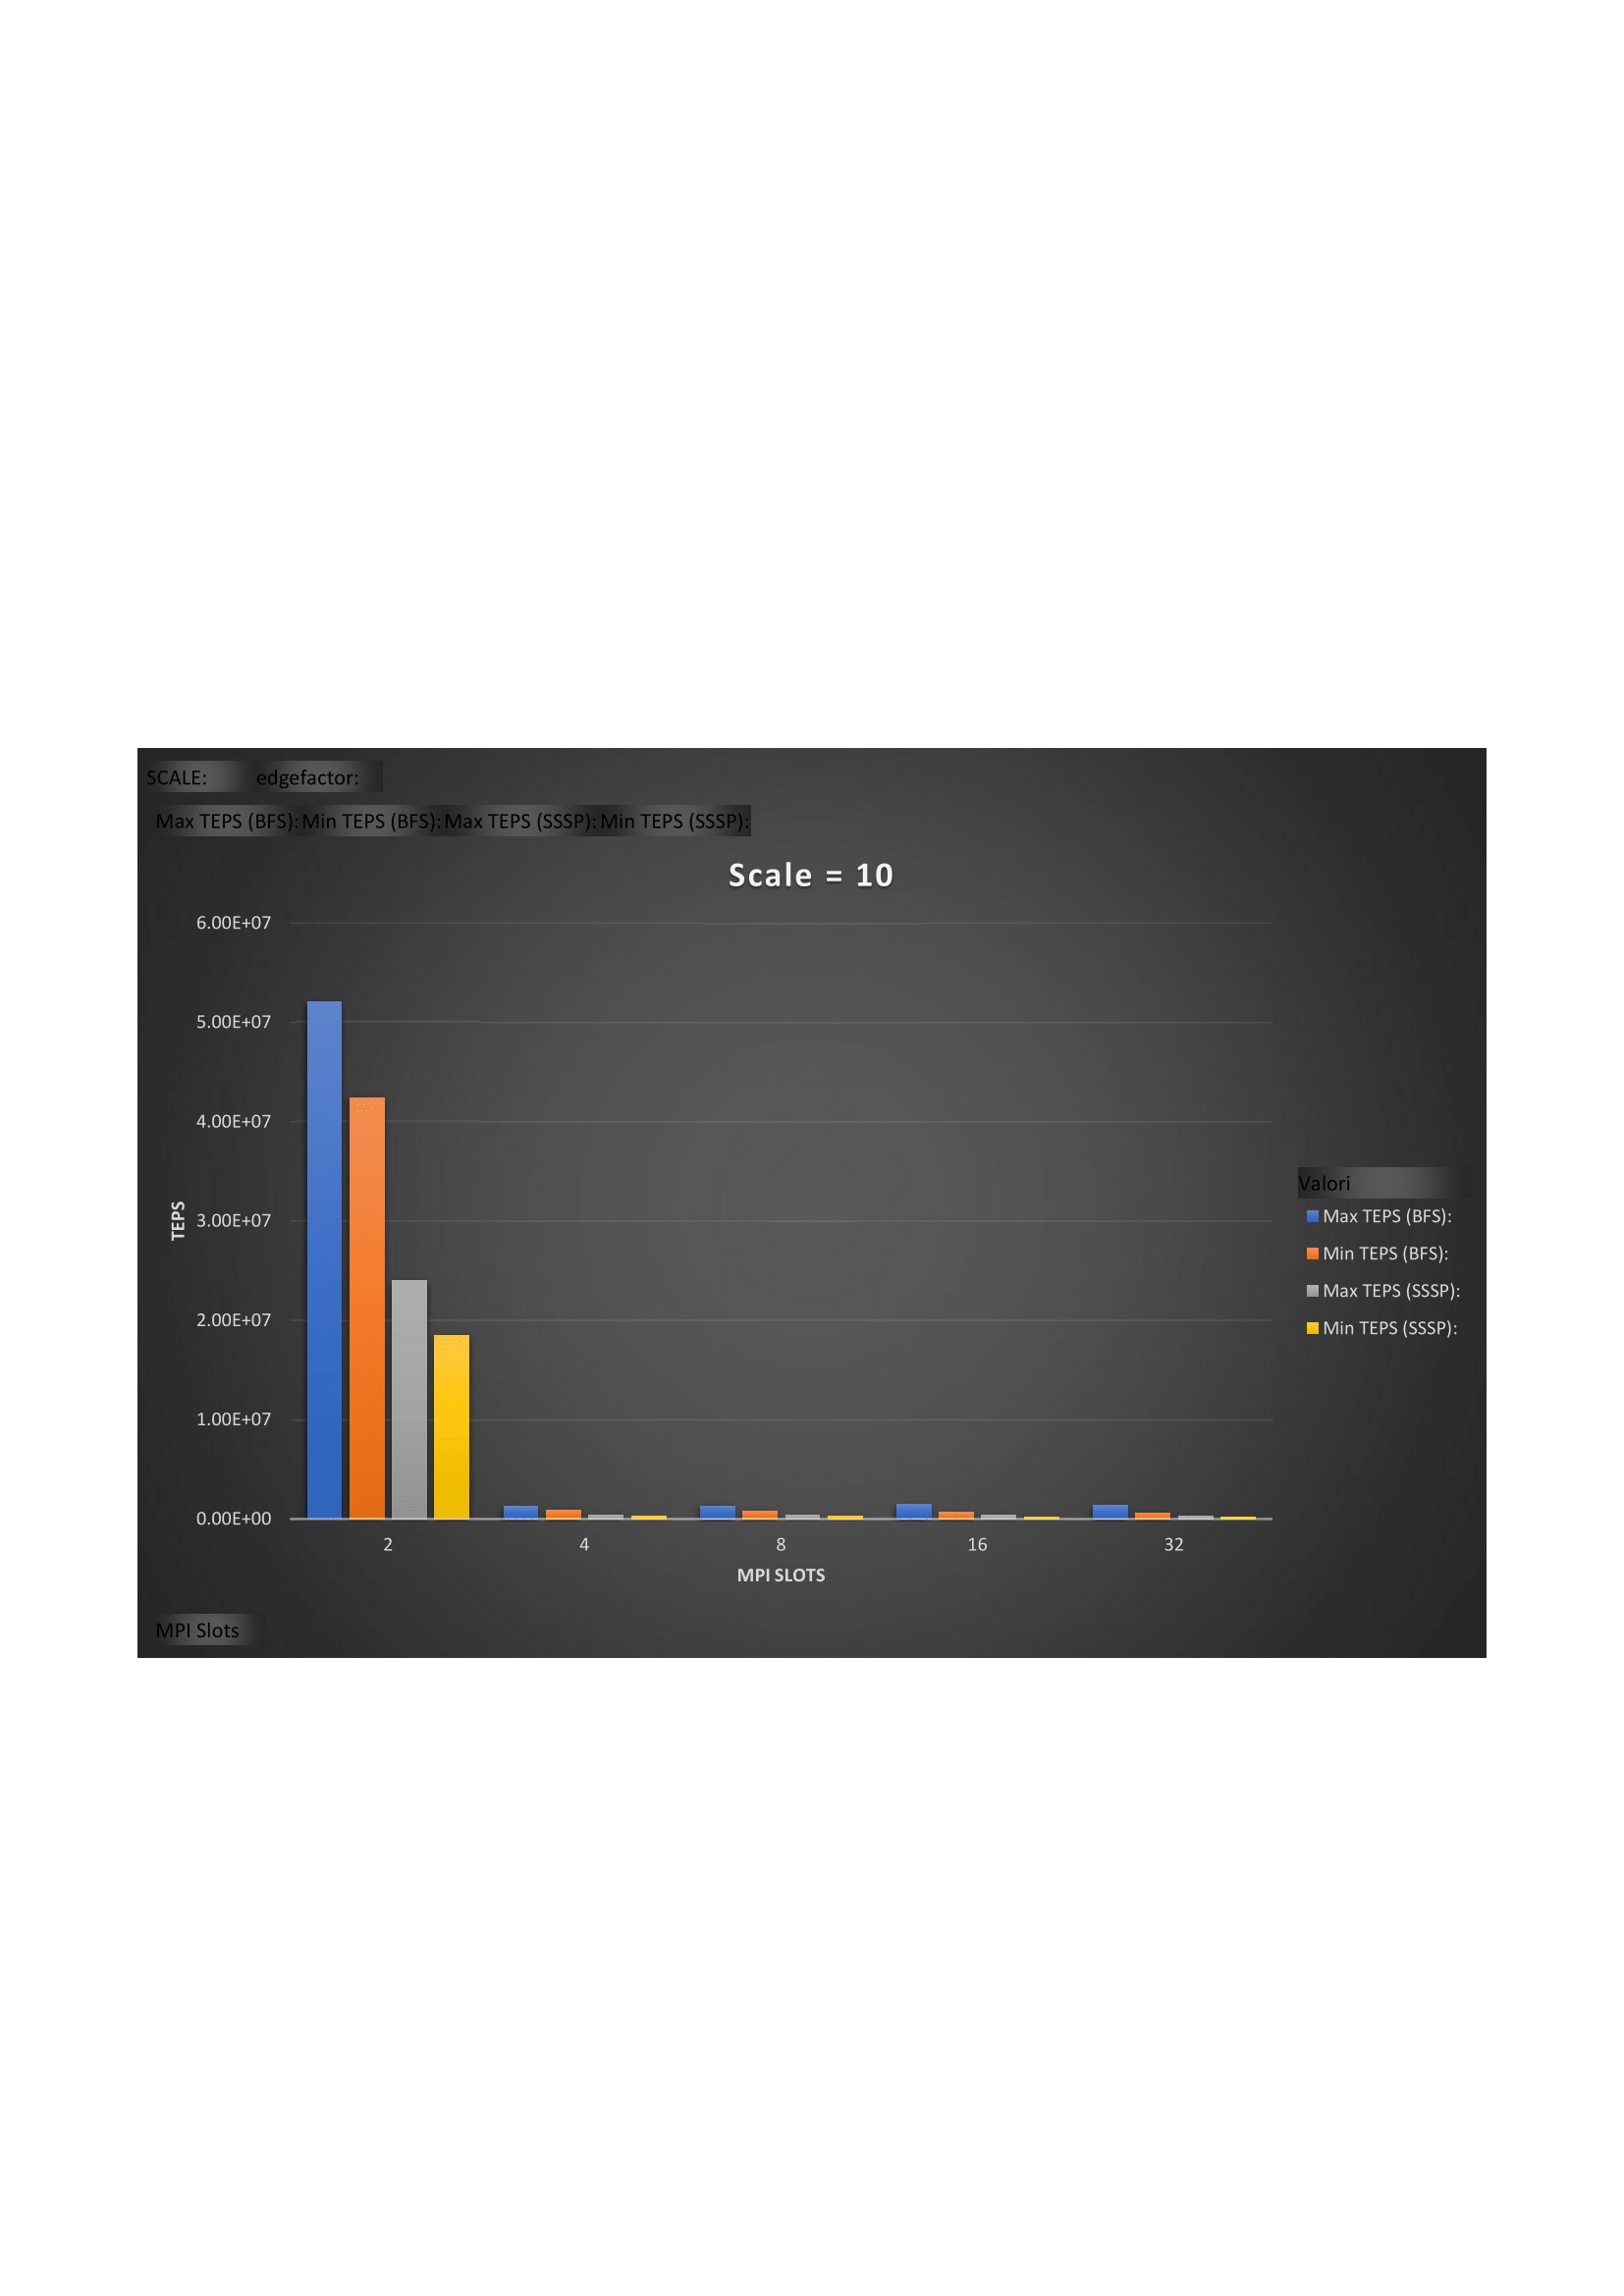 SCALE: edgefactor:
Max TEPS (BFS): Min TEPS (BFS): Max TEPS (SSSP): Min TEPS (SSSP):
Scale = 10
6.00E+07
5.00E+07
4.00E+07
3.00E+07
2.00E+07
1.00E+07
0.00E+00
TEPS
2 4 8 16 32
MPI SLOTS
Valori
Max TEPS (BFS):
Min TEPS (BFS):
Max TEPS (SSSP):
Min TEPS (SSSP):
MPI Slots